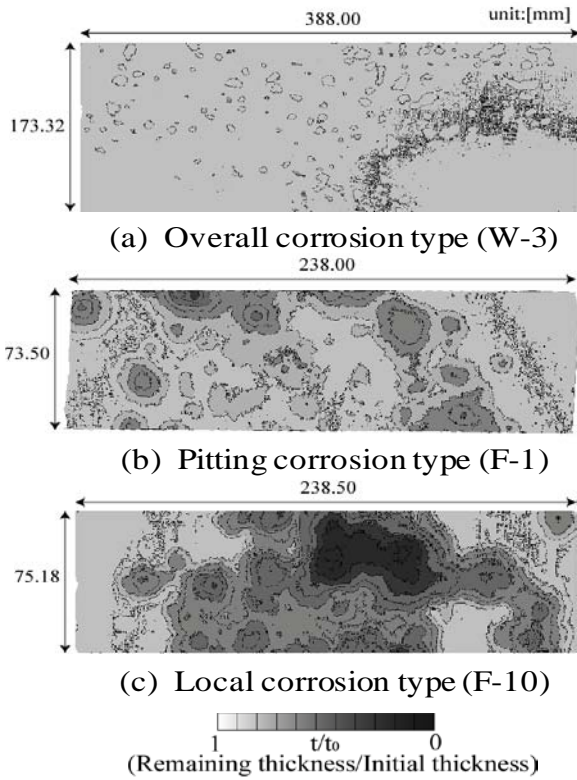 388.00 unit:[mm]
173.32
(a) Overall corrosion type (W-3)
238.00
73.50
(b) Pitting corrosion type (F-1)
238.50
75.18
(c) Local corrosion type (F-10)
1 t/t0 0
(Remaining thickness/Initial thickness)